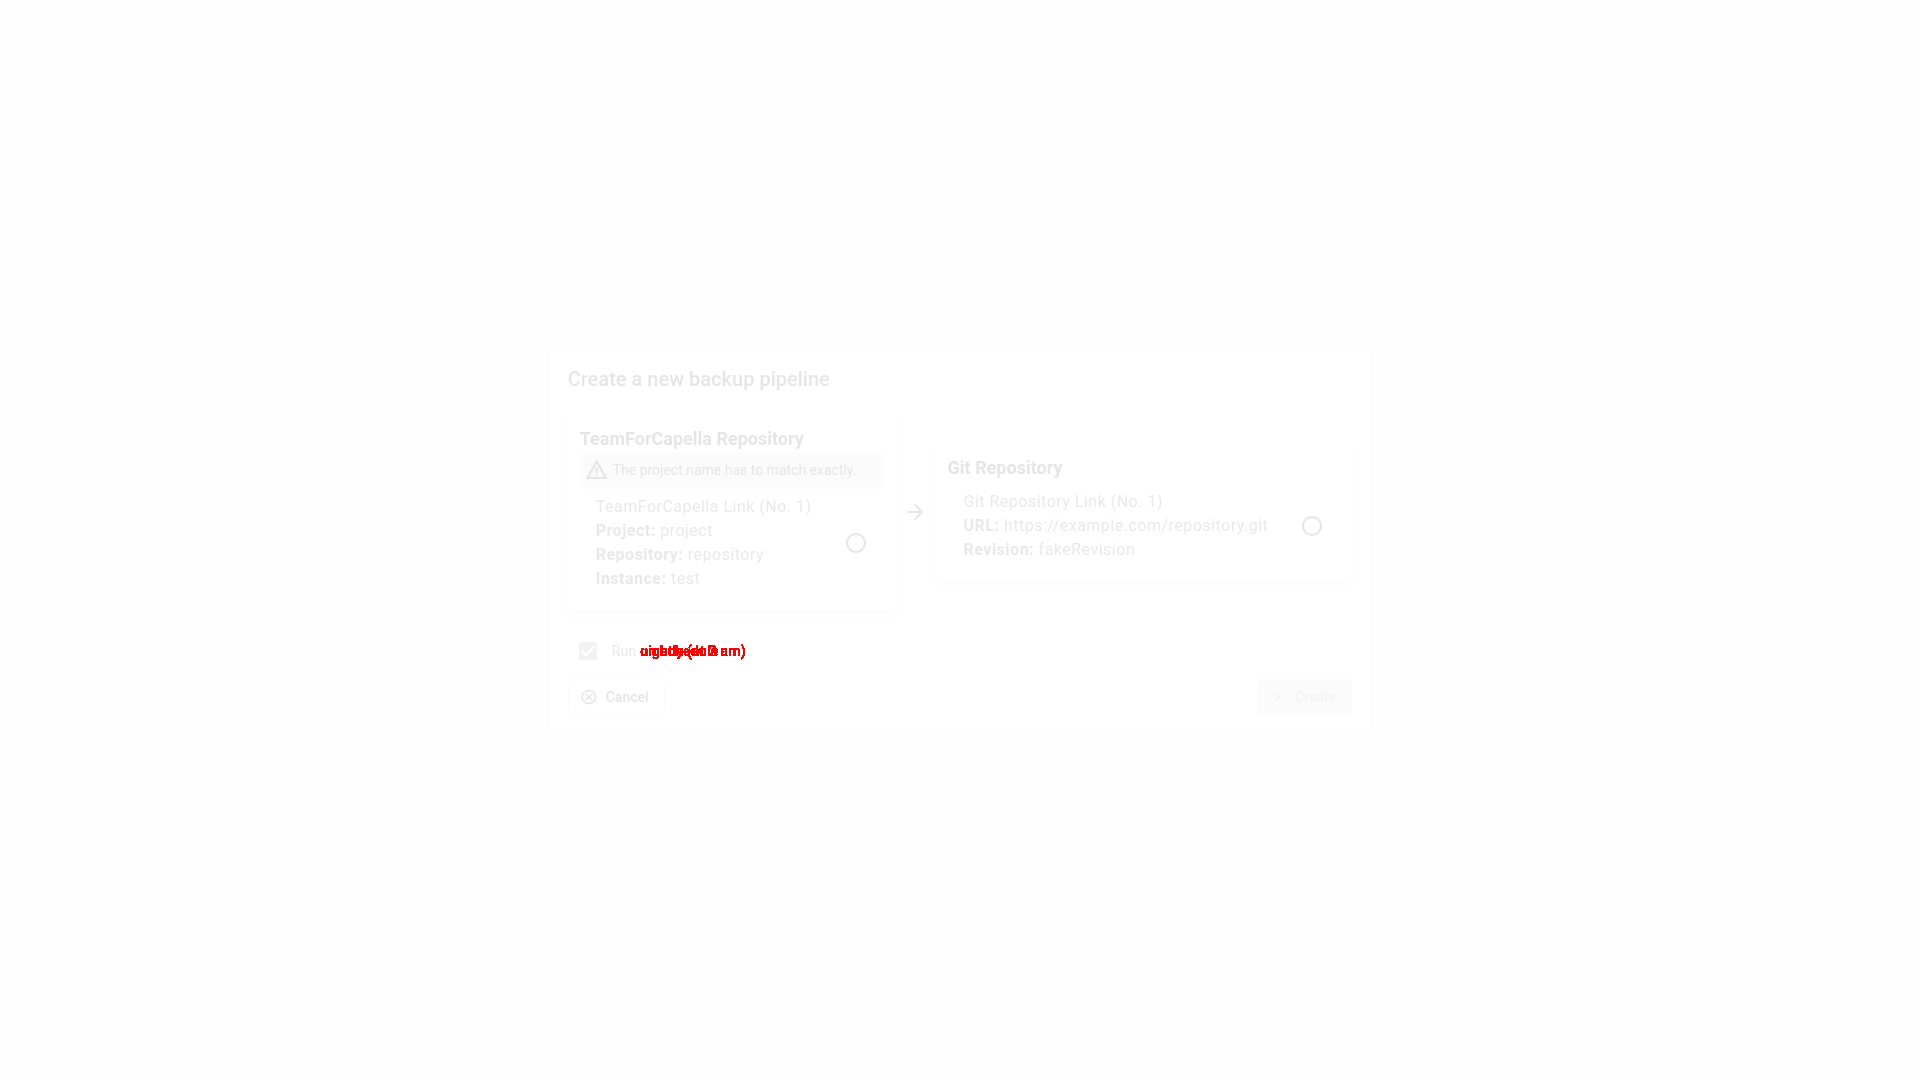 Create a new backup pipeline
TeamForCapella Repository
The project name has to match exactly.
TeamForCapella Link (No. 1)
Project: project
Repository: repository
Instance: test
Git Repository
Git Repository Link (No. 1)
URL: https://example.com/repository.git
Revision: fakeRevision
Run
Cancel
Create